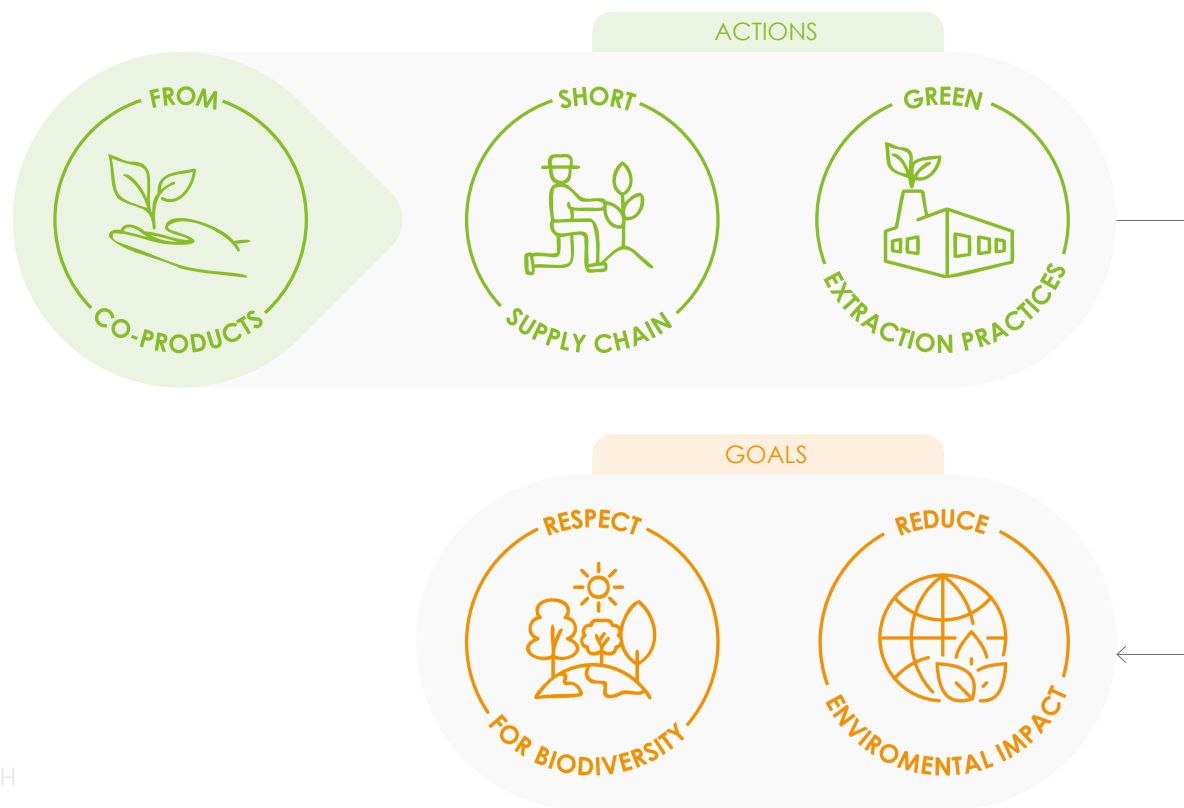 ACTIONS
FROM
CO-PRODUCTS
SHORT
SUPPLY CHAIN
GREEN
EXTRACTION PRACTICES
GOALS
RESPECT
FOR BIODIVERSITY
REDUCE
ENVIROMENTAL IMPACT
H